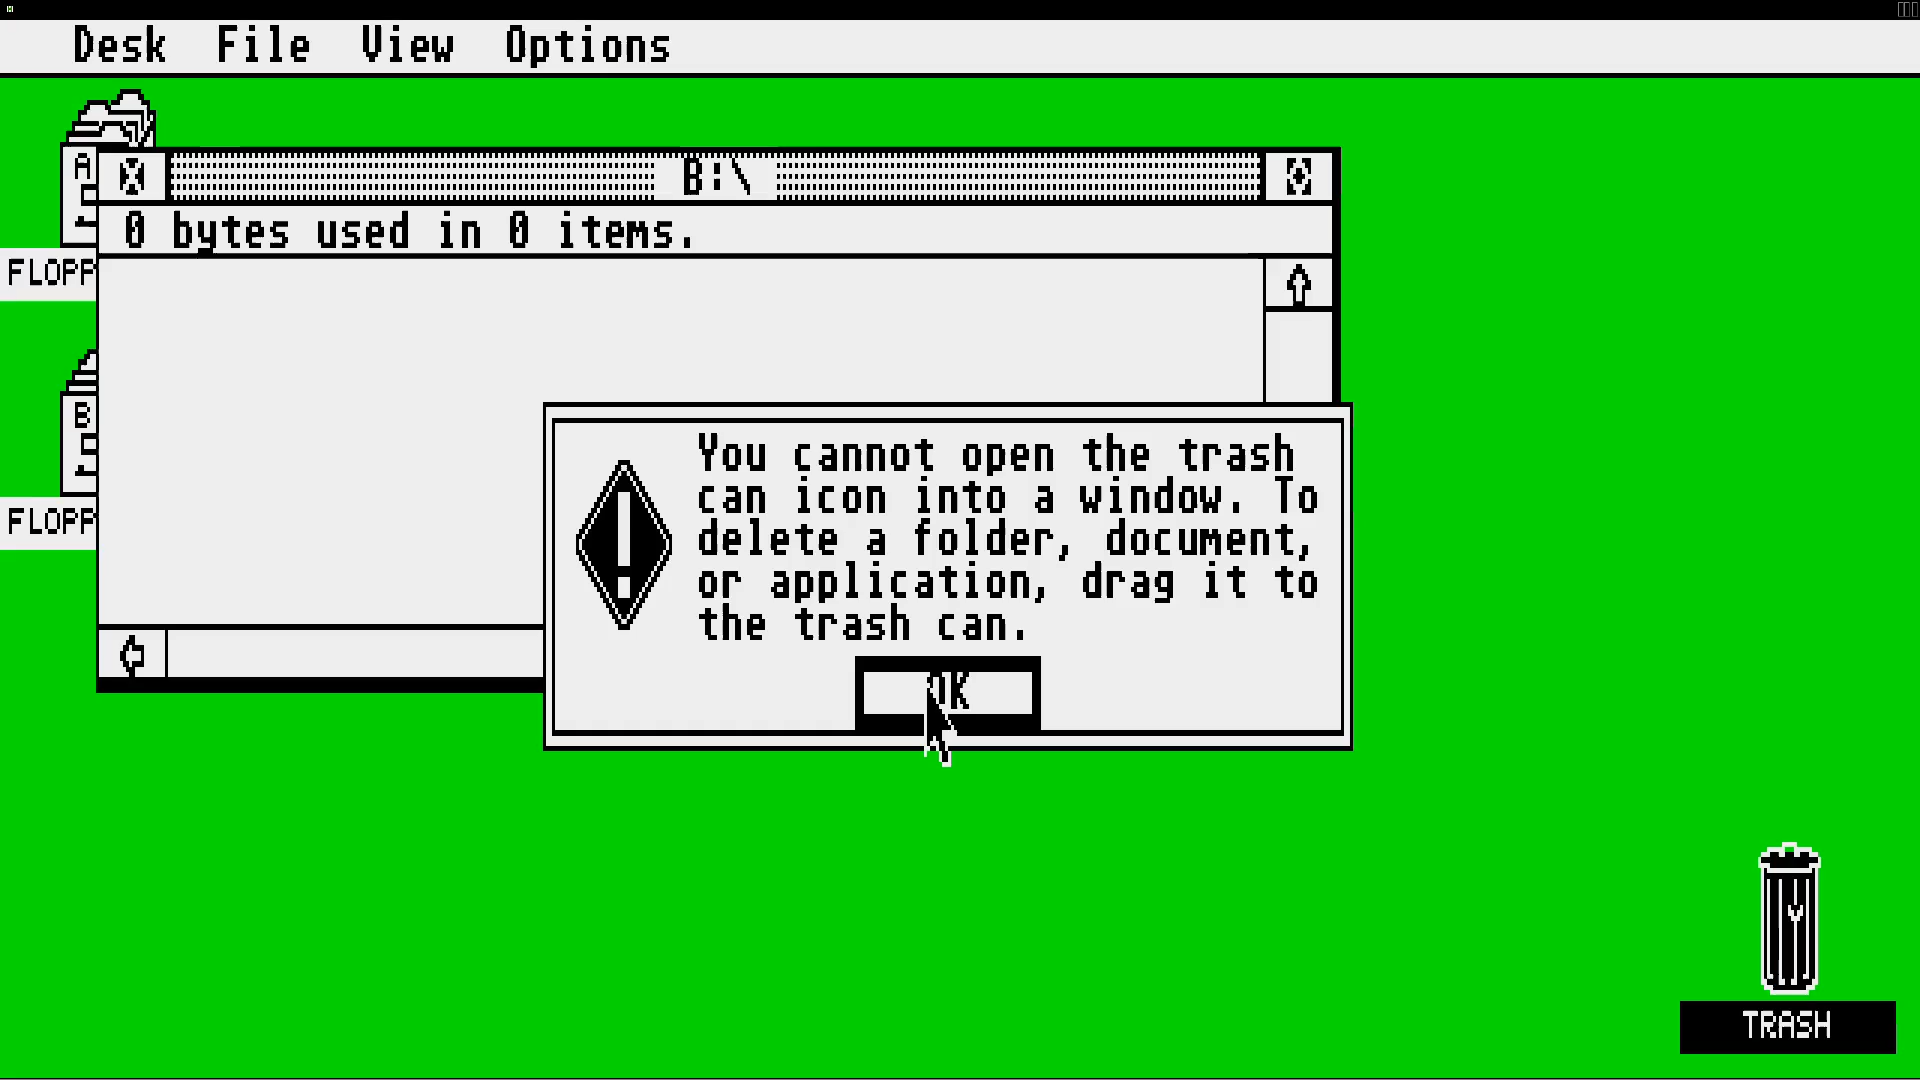 Desk File View Options
A
B:\
0 bytes used in 0 items.
FLOPP
B
FLOPP
You cannot open the trash
can icon into a window. To
delete a folder, document,
or application, drag it to
the trash can.
OK
TRASH